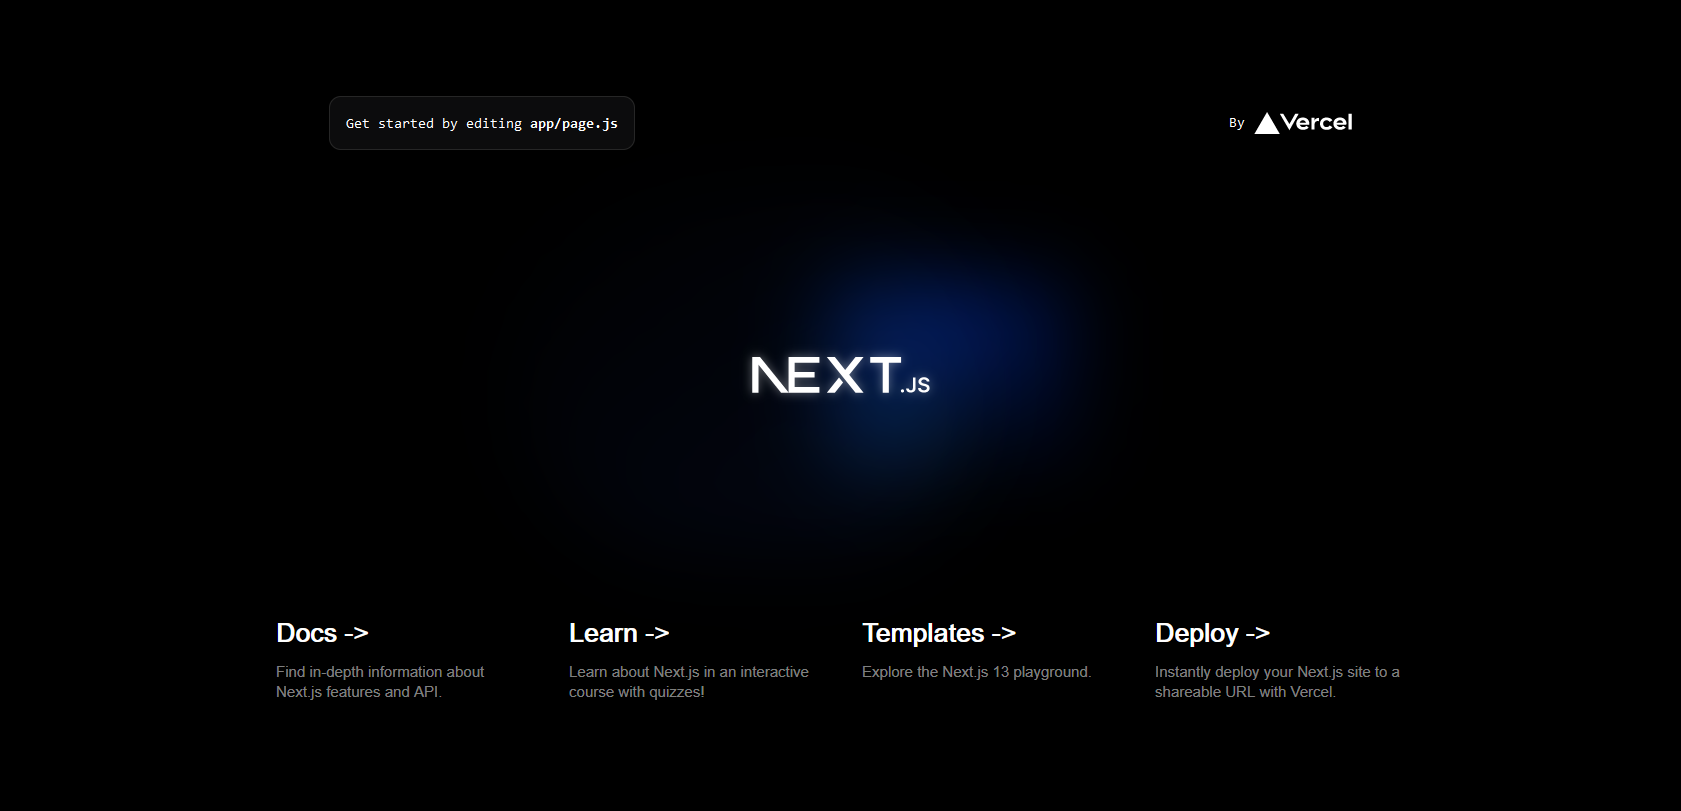 Get started by editing app/page.js
By Vercel
NEXT.JS
Docs ->
Find in-depth information about
Next.js features and API.
Learn ->
Learn about Next.js in an interactive
course with quizzes!
Templates ->
Explore the Next.js 13 playground.
Deploy ->
Instantly deploy your Next.js site to a
shareable URL with Vercel.